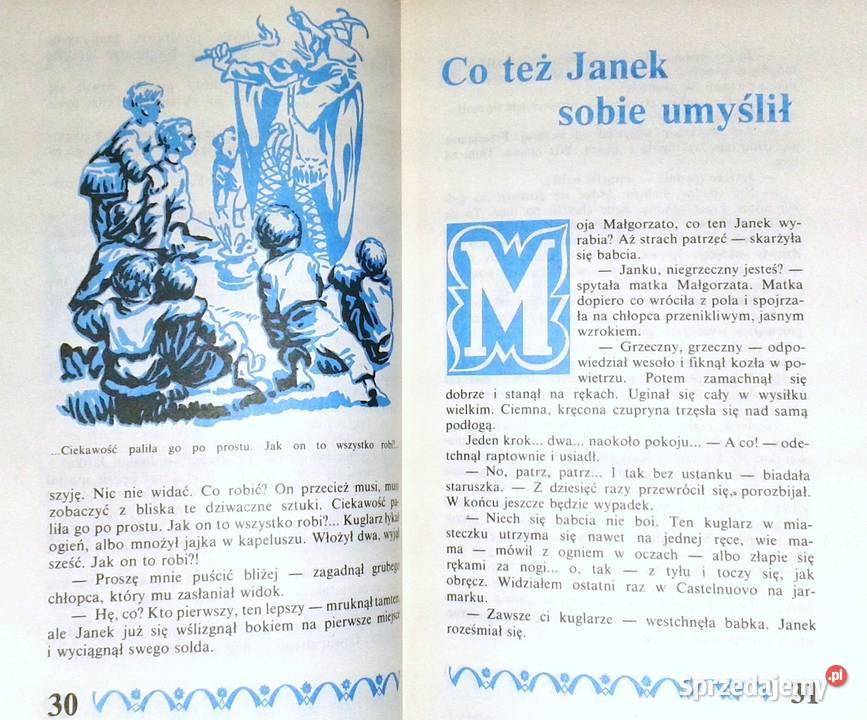 ...Ciekawość paliła go po prostu. Jak on to wszystko robi?...
szyję. Nic nie widać. Co robić? On przecież musi, musi
zobaczyć z bliska te dziwaczne sztuki. Ciekawość pa-
liła go po prostu. Jak on to wszystko robi?... Kuglarz łykał
ogień, albo mnożył jajka w kapeluszu. Włożył dwa, wyjął
sześć. Jak on to robi?!
— Proszę mnie puścić bliżej — zagadnął grubego
chłopca, który mu zasłaniał widok.
— Hę, co? Kto pierwszy, ten lepszy — mruknął tamten,
ale Janek już się wślizgnął bokiem na pierwsze miejsce
i wyciągnął swego solda.
30
Co też Janek
sobie umyślił
Moja Małgorzato, co ten Janek wy-
rabia? Aż strach patrzęć — skarżyła
się babcia.
— Janku, niegrzeczny jesteś? —
spytała matka Małgorzata. Matka
dopiero co wróciła z pola i spojrza-
ła na chłopca przenikliwym, jasnym
wzrokiem.
— Grzeczny, grzeczny — odpo-
wiedział wesoło i fiknął kozła w po-
wietrzu. Potem zamachnął się
dobrze i stanął na rękach. Uginał się cały w wysiłku
wielkim. Ciemna, kręcona czupryna trzęsła się nad samą
podłogą.
Jeden krok... dwa... naokoło pokoju... — A co! — ode-
tchnął raptownie i usiadł.
— No, patrz, patrz... I tak bez ustanku — biadała
staruszka. — Z dziesięć razy przewrócił się, porozbijał.
W końcu jeszcze będzie wypadek.
— Niech się babcia nie boi. Ten kuglarz w mia-
steczku utrzyma się nawet na jednej ręce, wie ma-
ma — mówił z ogniem w oczach — albo złapie się
rękami za nogi... o, tak — z tyłu i toczy się, jak
obręcz. Widziałem ostatni raz w Castelnuovo na jar-
marku.
— Zawsze ci kuglarze — westchnęła babka. Janek
roześmiał się.
31
Sprzedajemy.pl